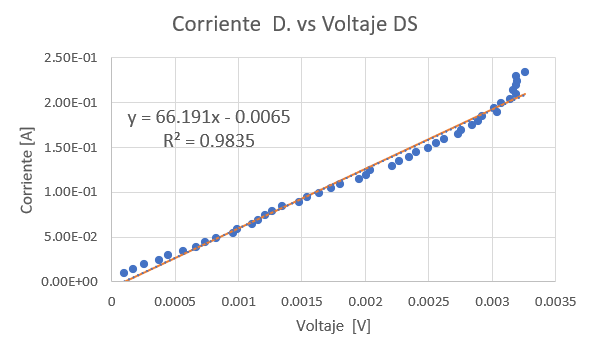 Corriente  D. vs Voltaje DS
2.50E-01
2.00E-01
1.50E-01
1.00E-01
5.00E-02
0.00E+00
y = 66.191x - 0.0065
R² = 0.9835
Corriente [A]
0
0.0005
0.001
0.0015
0.002
0.0025
0.003
0.0035
Voltaje  [V]